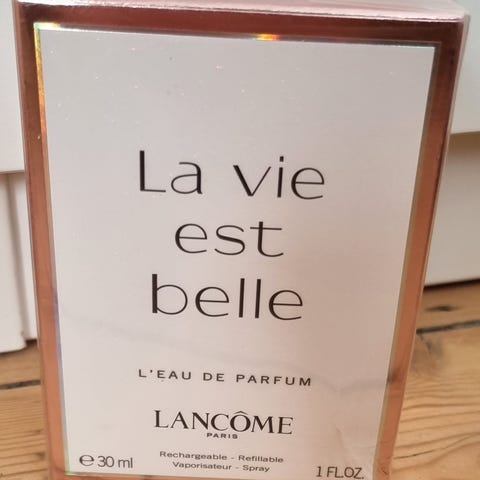 La vie
est
belle
L'EAU DE PARFUM
LANCÔME
PARIS
Rechargeable - Refillable
Vaporisateur - Spray
℮ 30 ml
1 FL.OZ.